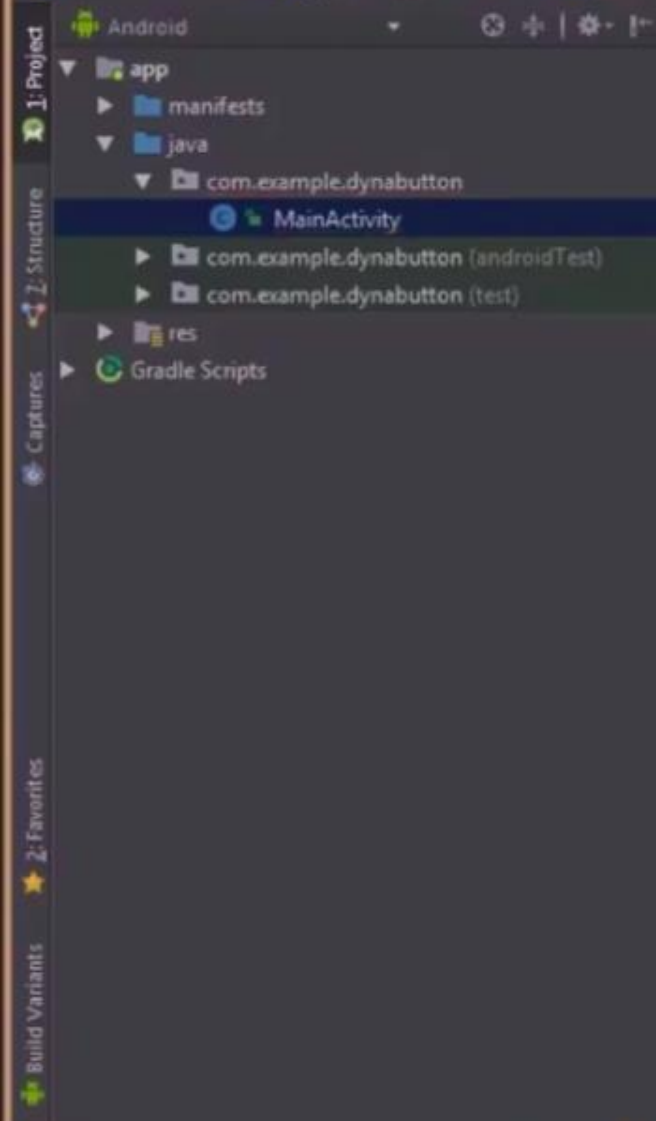 Android
app
manifests
java
com.example.dynabutton
MainActivity
com.example.dynabutton (androidTest)
com.example.dynabutton (test)
res
Gradle Scripts
1: Project
7: Structure
Captures
2: Favorites
Build Variants